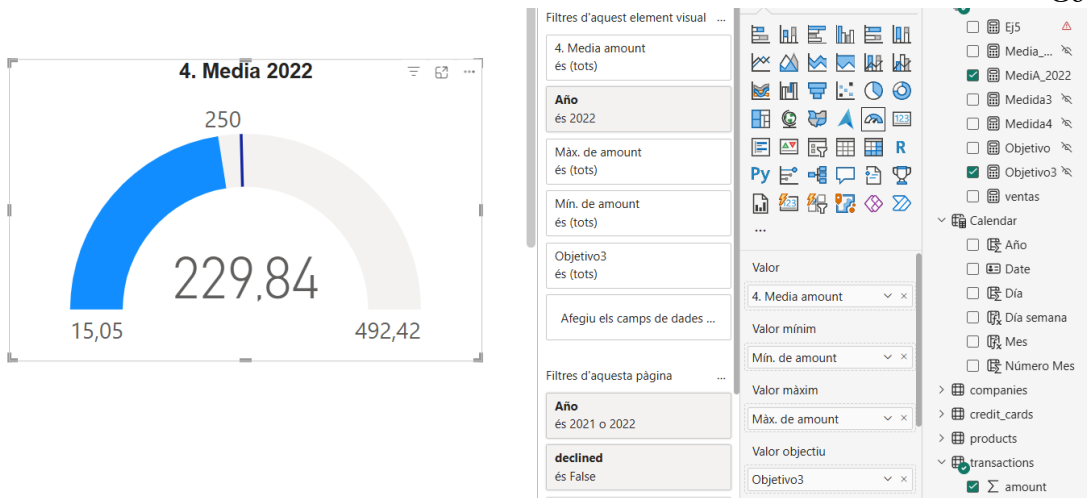 4. Media 2022
250
229,84
15,05
492,42
Filtres d'aquest element visual ...
4. Media amount
és (tots)
Año
és 2022
Màx. de amount
és (tots)
Mín. de amount
és (tots)
Objetivo3
és (tots)
Afegiu els camps de dades ...
Filtres d'aquesta pàgina ...
Año
és 2021 o 2022
declined
és False
123
R
Py
123
...
Valor
4. Media amount
Valor mínim
Mín. de amount
Valor màxim
Màx. de amount
Valor objectiu
Objetivo3
Ej5
Media_...
MediA_2022
Medida3
Medida4
Objetivo
Objetivo3
ventas
Calendar
Año
Date
Día
Día semana
Mes
Número Mes
companies
credit_cards
products
transactions
amount